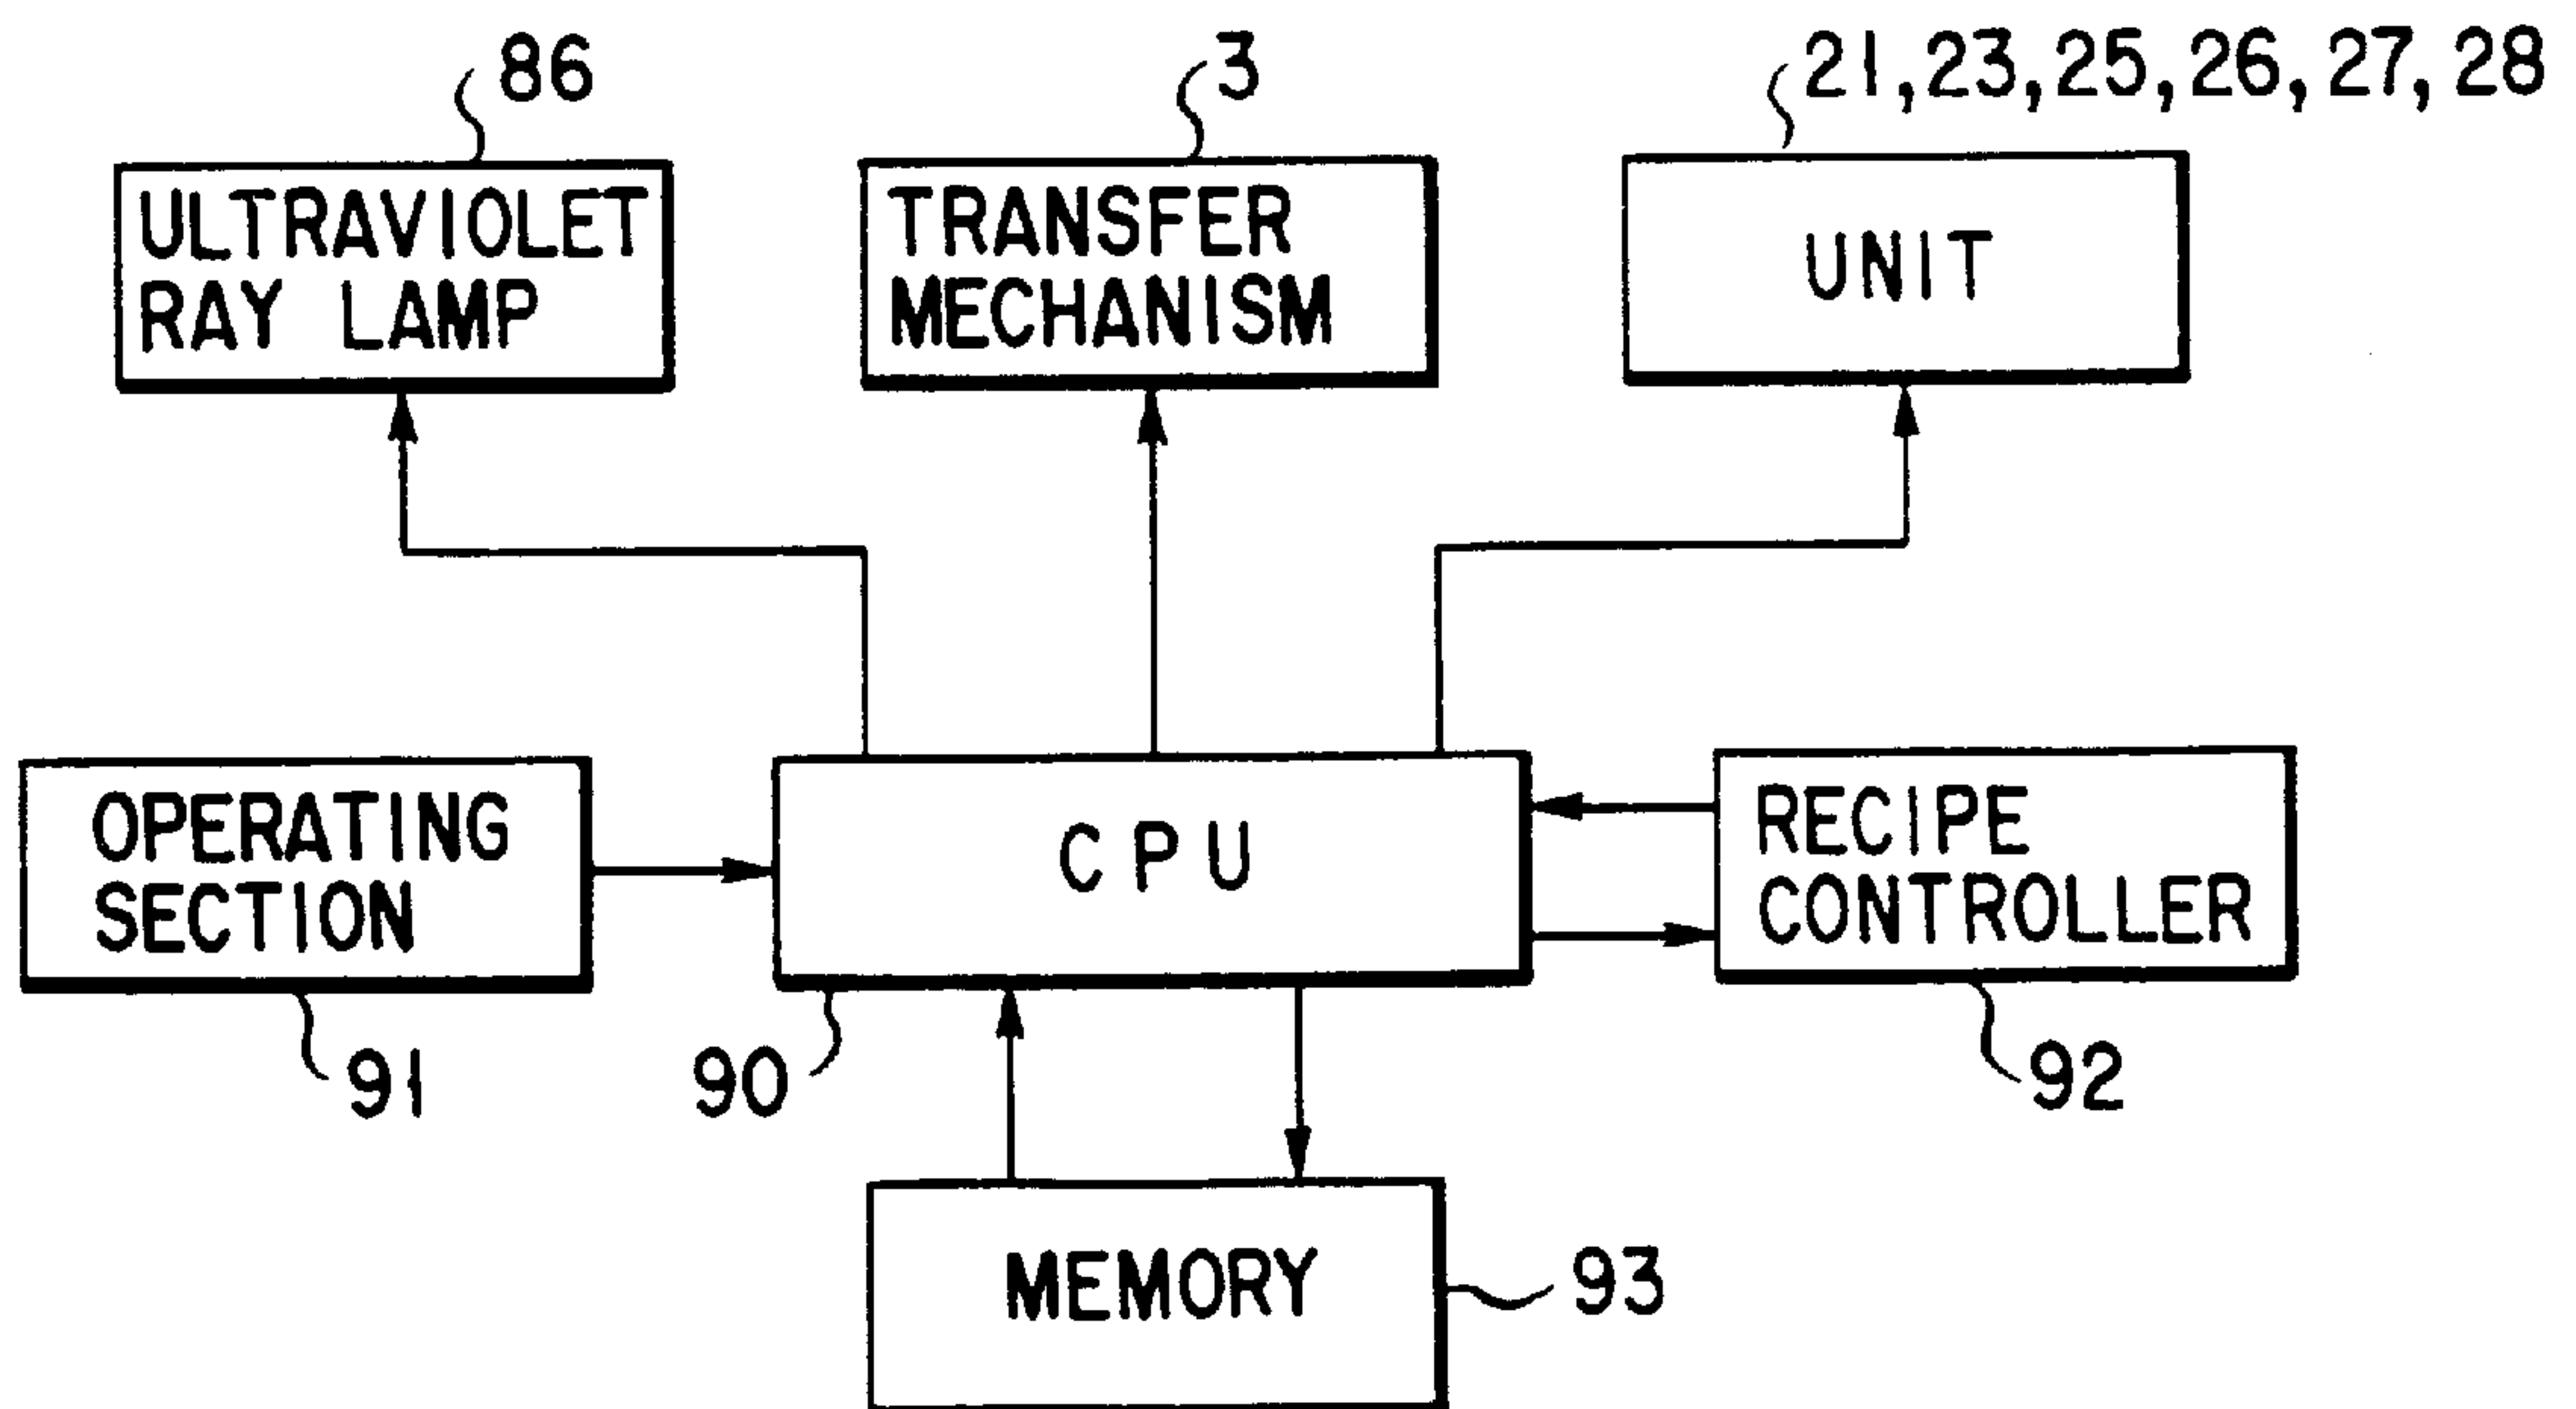 86
3
21,23,25,26,27,28
ULTRAVIOLET
RAY LAMP
TRANSFER
MECHANISM
UNIT
OPERATING
SECTION
CPU
RECIPE
CONTROLLER
91
90
92
MEMORY
93